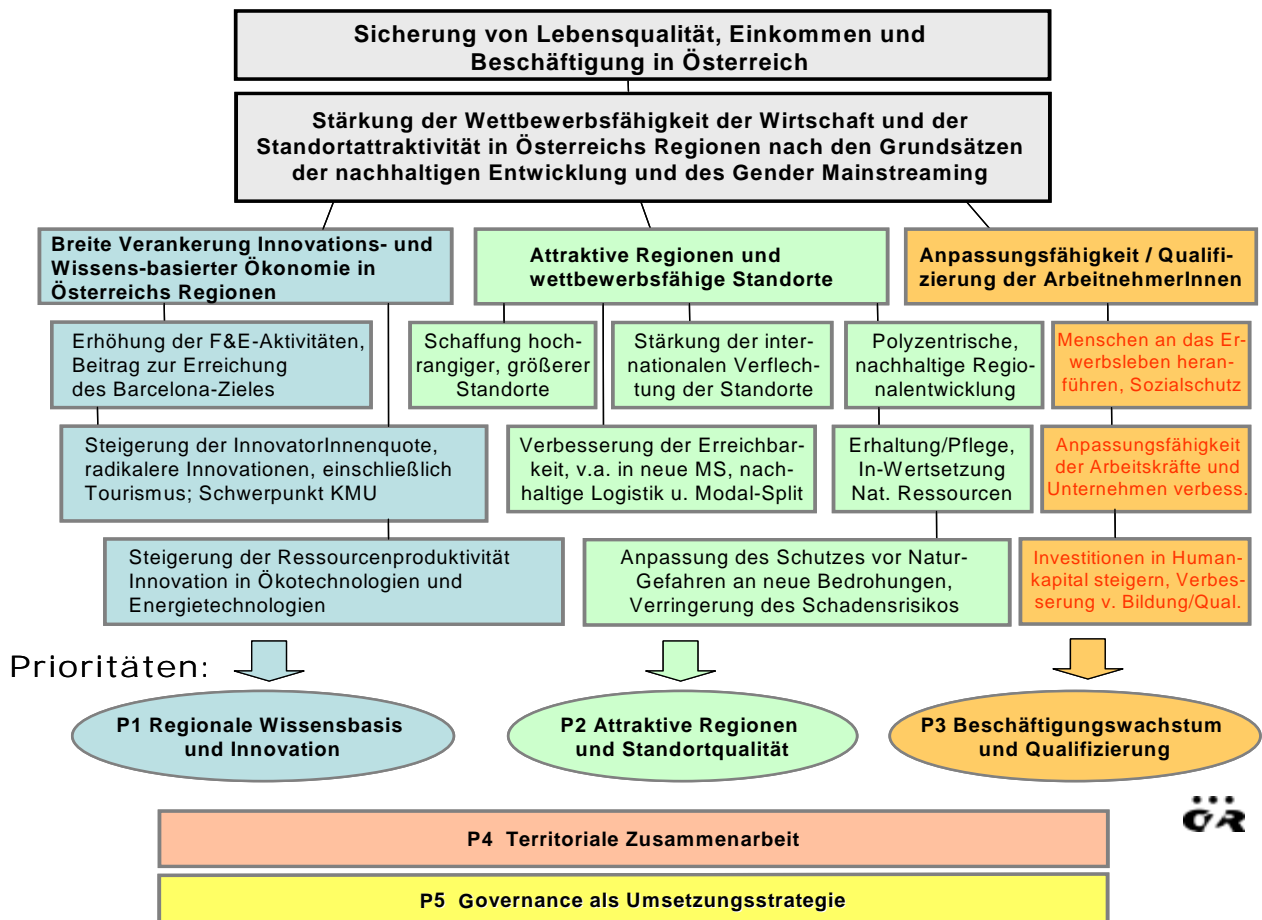 Sicherung von Lebensqualität, Einkommen und
Beschäftigung in Österreich
Stärkung der Wettbewerbsfähigkeit der Wirtschaft und der
Standortattraktivität in Österreichs Regionen nach den Grundsätzen
der nachhaltigen Entwicklung und des Gender Mainstreaming
Breite Verankerung Innovations- und
Wissens-basierter Ökonomie in
Österreichs Regionen
Attraktive Regionen und
wettbewerbsfähige Standorte
Anpassungsfähigkeit / Qualifi-
zierung der ArbeitnehmerInnen
Erhöhung der F&E-Aktivitäten,
Beitrag zur Erreichung
des Barcelona-Zieles
Schaffung hoch-
rangiger, größerer
Standorte
Stärkung der inter-
nationalen Verflech-
tung der Standorte
Polyzentrische,
nachhaltige Regio-
nalentwicklung
Menschen an das Er-
werbsleben heran-
führen, Sozialschutz
Steigerung der InnovatorInnenquote,
radikalere Innovationen, einschließlich
Tourismus; Schwerpunkt KMU
Verbesserung der Erreichbar-
keit, v.a. in neue MS, nach-
haltige Logistik u. Modal-Split
Erhaltung/Pflege,
In-Wertsetzung
Nat. Ressourcen
Anpassungsfähigkeit
der Arbeitskräfte und
Unternehmen verbess.
Steigerung der Ressourcenproduktivität
Innovation in Ökotechnologien und
Energietechnologien
Anpassung des Schutzes vor Natur-
Gefahren an neue Bedrohungen,
Verringerung des Schadensrisikos
Investitionen in Human-
kapital steigern, Verbes-
serung v. Bildung/Qual.
Prioritäten:
P1 Regionale Wissensbasis
und Innovation
P2 Attraktive Regionen
und Standortqualität
P3 Beschäftigungswachstum
und Qualifizierung
P4 Territoriale Zusammenarbeit
P5 Governance als Umsetzungsstrategie